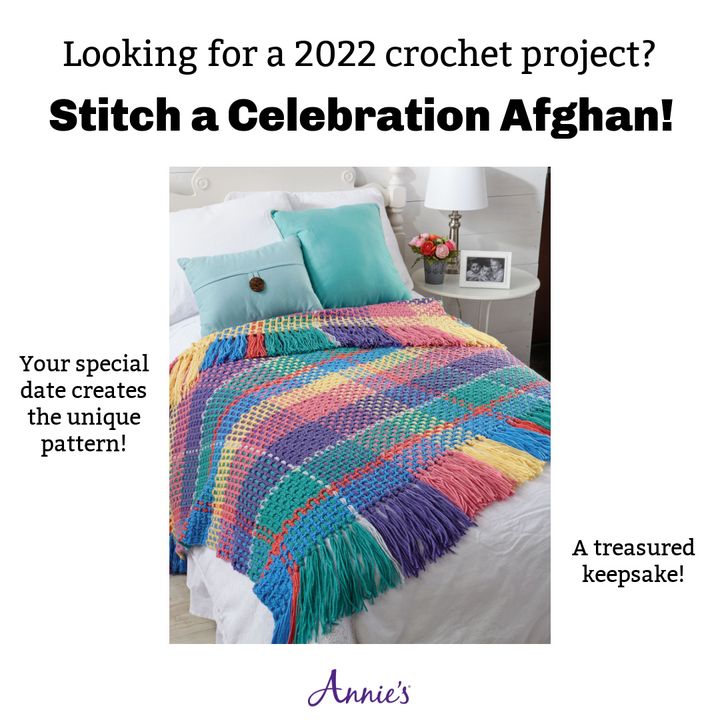 Looking for a 2022 crochet project?
Stitch a Celebration Afghan!
Your special
date creates
the unique
pattern!
A treasured
keepsake!
Annie's